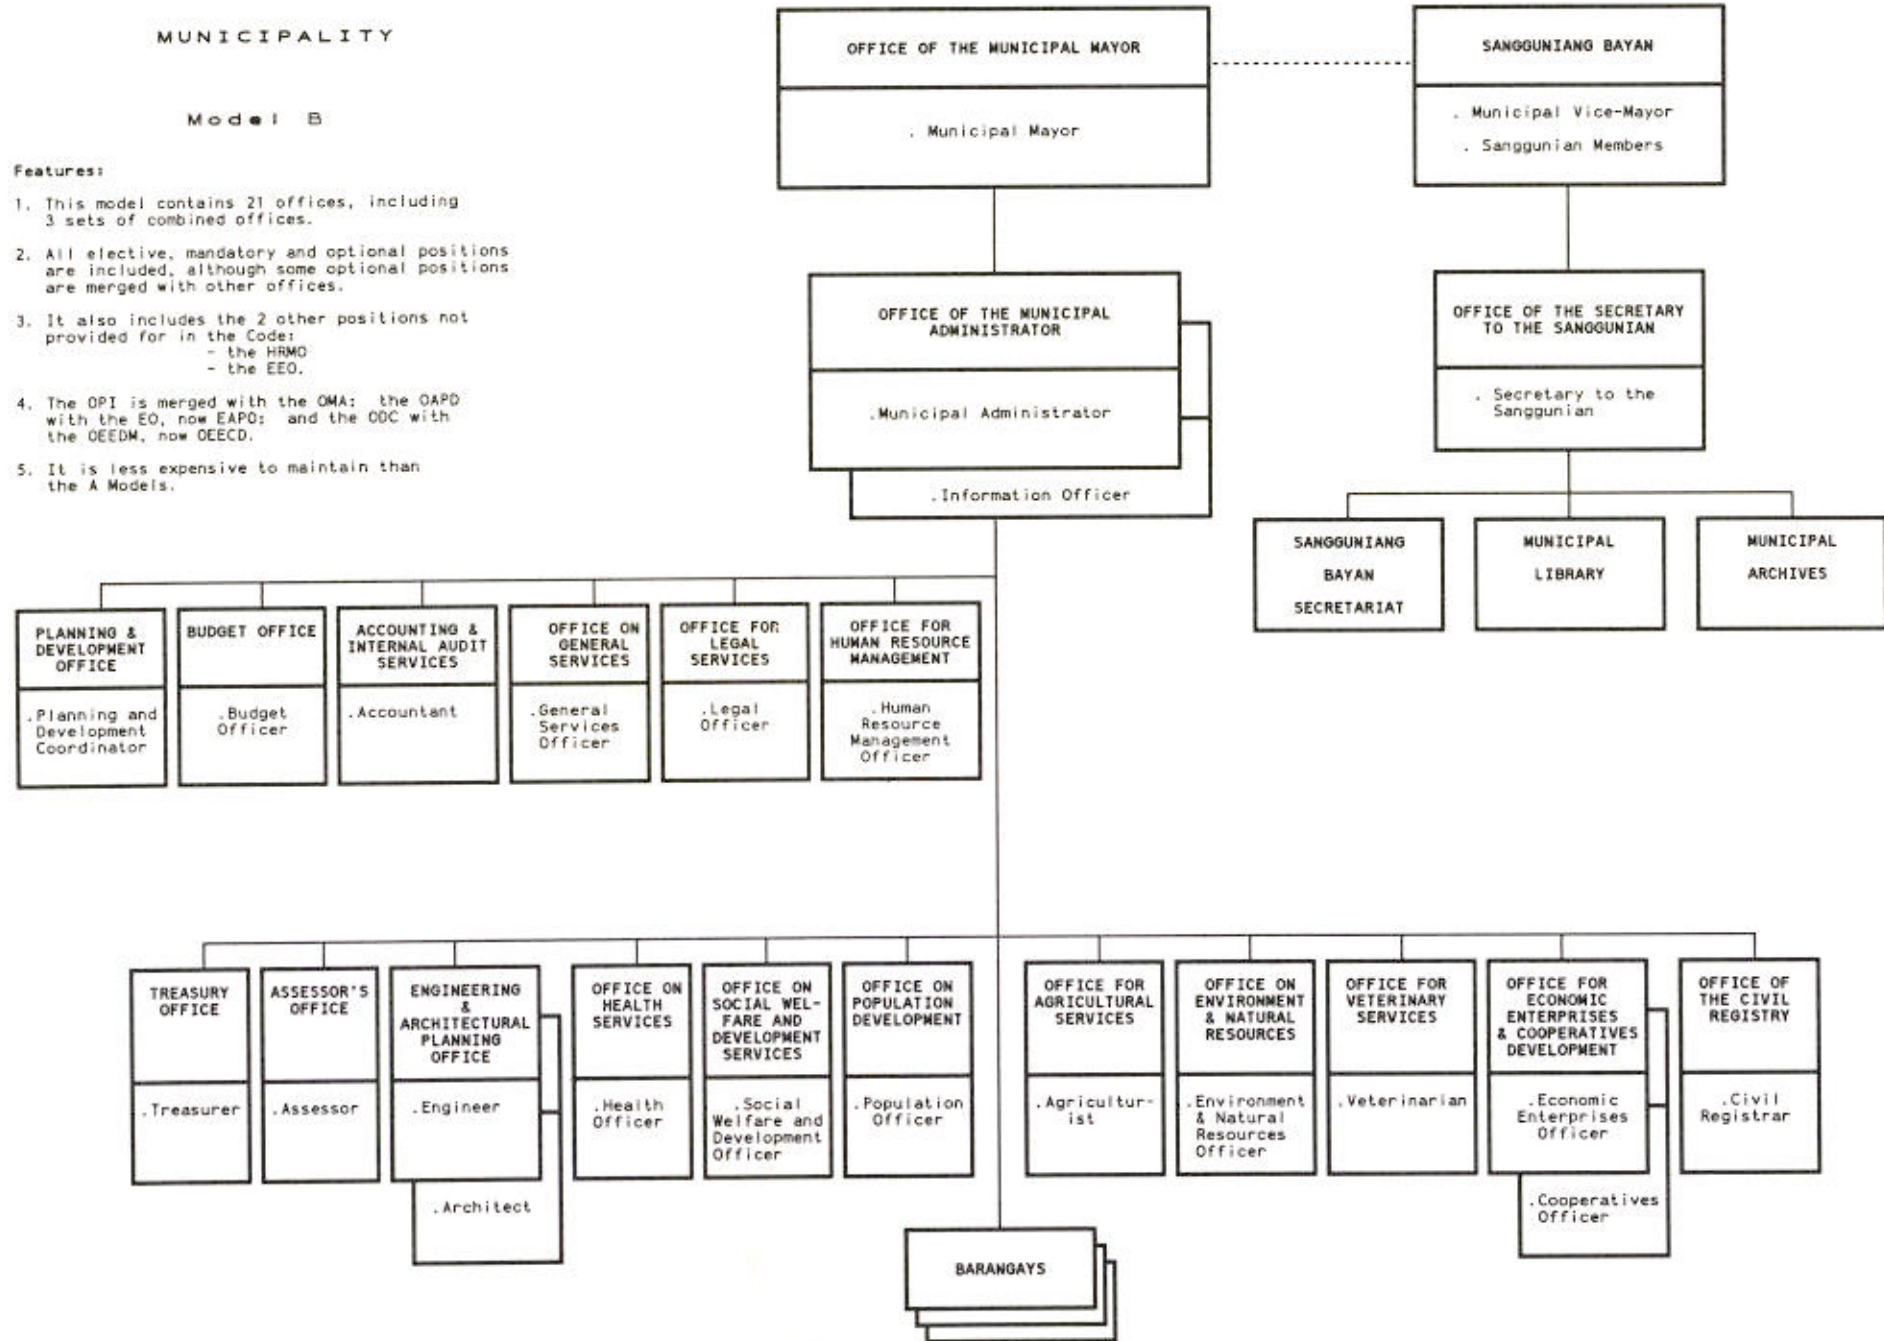 MUNICIPALITY
Model B
Features:
1. This model contains 21 offices, including
3 sets of combined offices.
2. All elective, mandatory and optional positions
are included, although some optional positions
are merged with other offices.
3. It also includes the 2 other positions not
provided for in the Code:
- the HRMO
- the EEO.
4. The OPI is merged with the OMA; the OAPD
with the EO, now EAPO; and the ODC with
the OEEDM, now OEECD.
5. It is less expensive to maintain than
the A Models.
OFFICE OF THE MUNICIPAL MAYOR
. Municipal Mayor
SANGGUNIANG BAYAN
. Municipal Vice-Mayor
. Sanggunian Members
OFFICE OF THE MUNICIPAL
ADMINISTRATOR
.Municipal Administrator
.Information Officer
OFFICE OF THE SECRETARY
TO THE SANGGUNIAN
. Secretary to the
Sanggunian
SANGGUNIANG
BAYAN
SECRETARIAT
MUNICIPAL
LIBRARY
MUNICIPAL
ARCHIVES
PLANNING &
DEVELOPMENT
OFFICE
.Planning and
Development
Coordinator
BUDGET OFFICE
.Budget
Officer
ACCOUNTING &
INTERNAL AUDIT
SERVICES
.Accountant
OFFICE ON
GENERAL
SERVICES
.General
Services
Officer
OFFICE FOR
LEGAL
SERVICES
.Legal
Officer
OFFICE FOR
HUMAN RESOURCE
MANAGEMENT
.Human
Resource
Management
Officer
TREASURY
OFFICE
.Treasurer
ASSESSOR'S
OFFICE
.Assessor
ENGINEERING
&
ARCHITECTURAL
PLANNING
OFFICE
.Engineer
.Architect
OFFICE ON
HEALTH
SERVICES
.Health
Officer
OFFICE ON
SOCIAL WEL-
FARE AND
DEVELOPMENT
SERVICES
.Social
Welfare and
Development
Officer
OFFICE ON
POPULATION
DEVELOPMENT
.Population
Officer
OFFICE FOR
AGRICULTURAL
SERVICES
.Agricultur-
ist
OFFICE ON
ENVIRONMENT
& NATURAL
RESOURCES
.Environment
& Natural
Resources
Officer
OFFICE FOR
VETERINARY
SERVICES
.Veterinarian
OFFICE FOR
ECONOMIC
ENTERPRISES
& COOPERATIVES
DEVELOPMENT
.Economic
Enterprises
Officer
.Cooperatives
Officer
OFFICE OF
THE CIVIL
REGISTRY
.Civil
Registrar
BARANGAYS